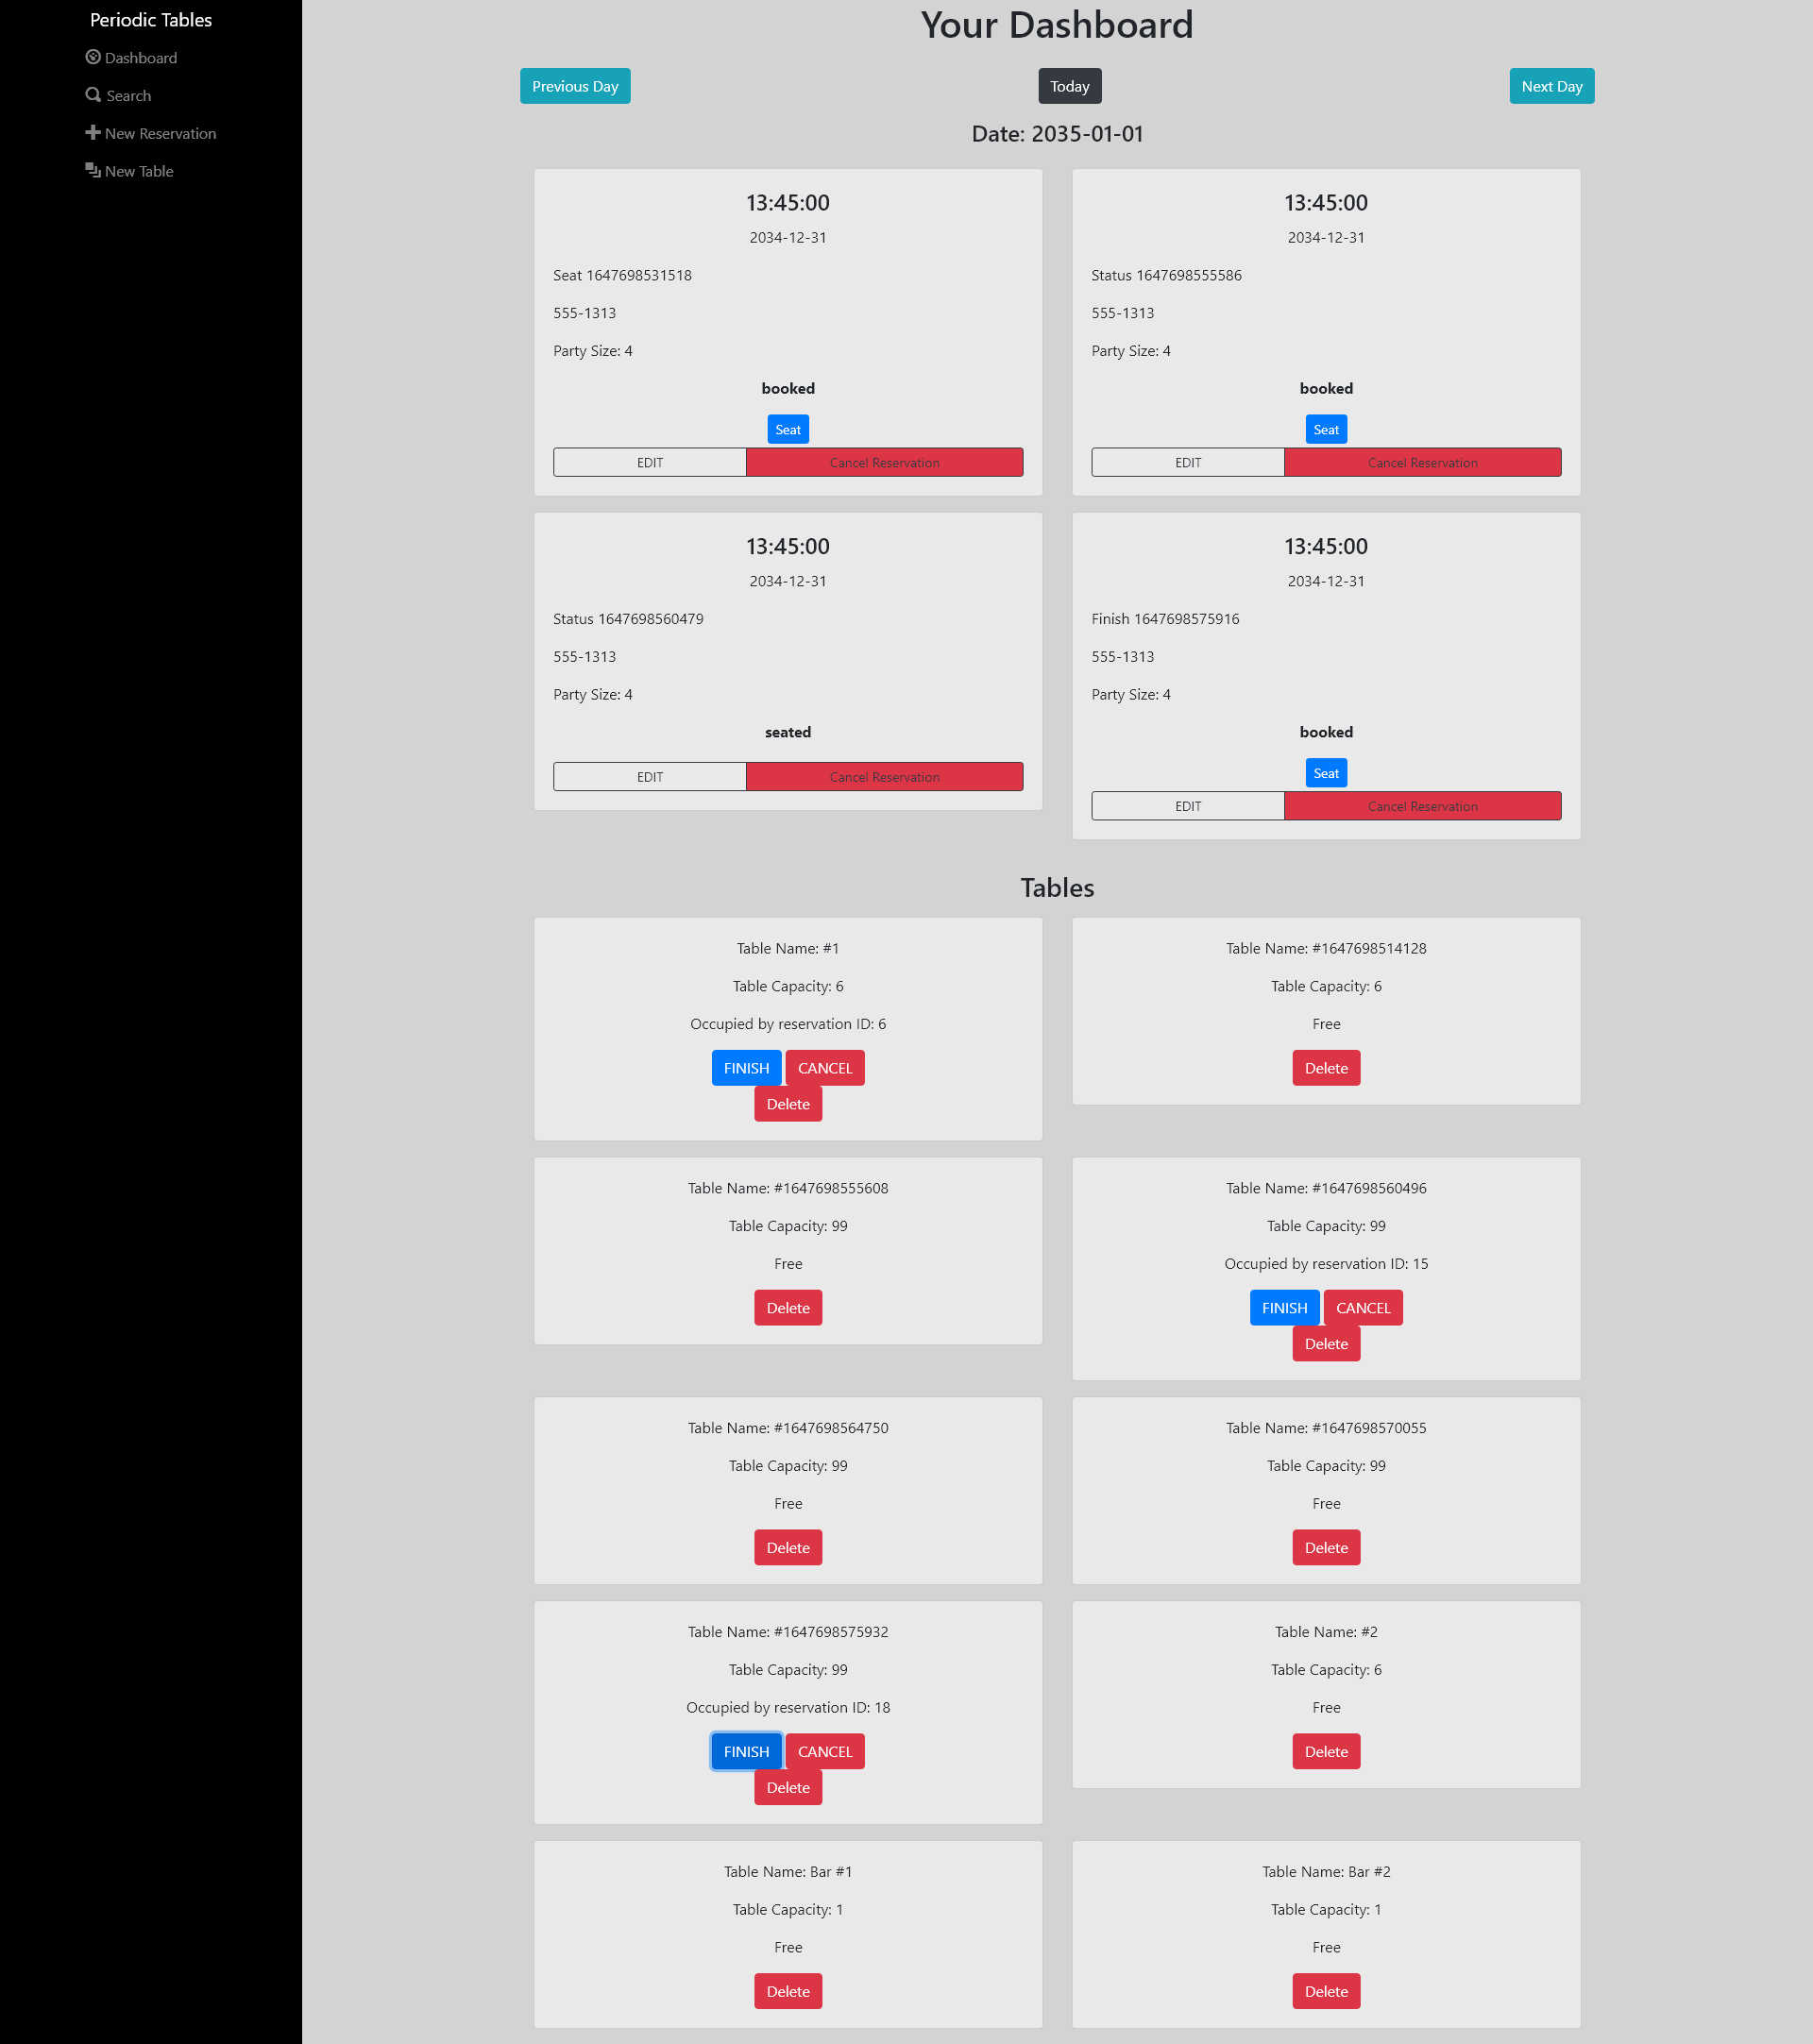 Periodic Tables
Dashboard
Search
New Reservation
New Table
Your Dashboard
Previous Day
Today
Next Day
Date: 2035-01-01
13:45:00
2034-12-31
Seat 1647698531518
555-1313
Party Size: 4
booked
Seat
EDIT
Cancel Reservation
13:45:00
2034-12-31
Status 1647698555586
555-1313
Party Size: 4
booked
Seat
EDIT
Cancel Reservation
13:45:00
2034-12-31
Status 1647698560479
555-1313
Party Size: 4
seated
EDIT
Cancel Reservation
13:45:00
2034-12-31
Finish 1647698575916
555-1313
Party Size: 4
booked
Seat
EDIT
Cancel Reservation
Tables
Table Name: #1
Table Capacity: 6
Occupied by reservation ID: 6
FINISH
CANCEL
Delete
Table Name: #1647698514128
Table Capacity: 6
Free
Delete
Table Name: #1647698555608
Table Capacity: 99
Free
Delete
Table Name: #1647698560496
Table Capacity: 99
Occupied by reservation ID: 15
FINISH
CANCEL
Delete
Table Name: #1647698564750
Table Capacity: 99
Free
Delete
Table Name: #1647698570055
Table Capacity: 99
Free
Delete
Table Name: #1647698575932
Table Capacity: 99
Occupied by reservation ID: 18
FINISH
CANCEL
Delete
Table Name: #2
Table Capacity: 6
Free
Delete
Table Name: Bar #1
Table Capacity: 1
Free
Delete
Table Name: Bar #2
Table Capacity: 1
Free
Delete